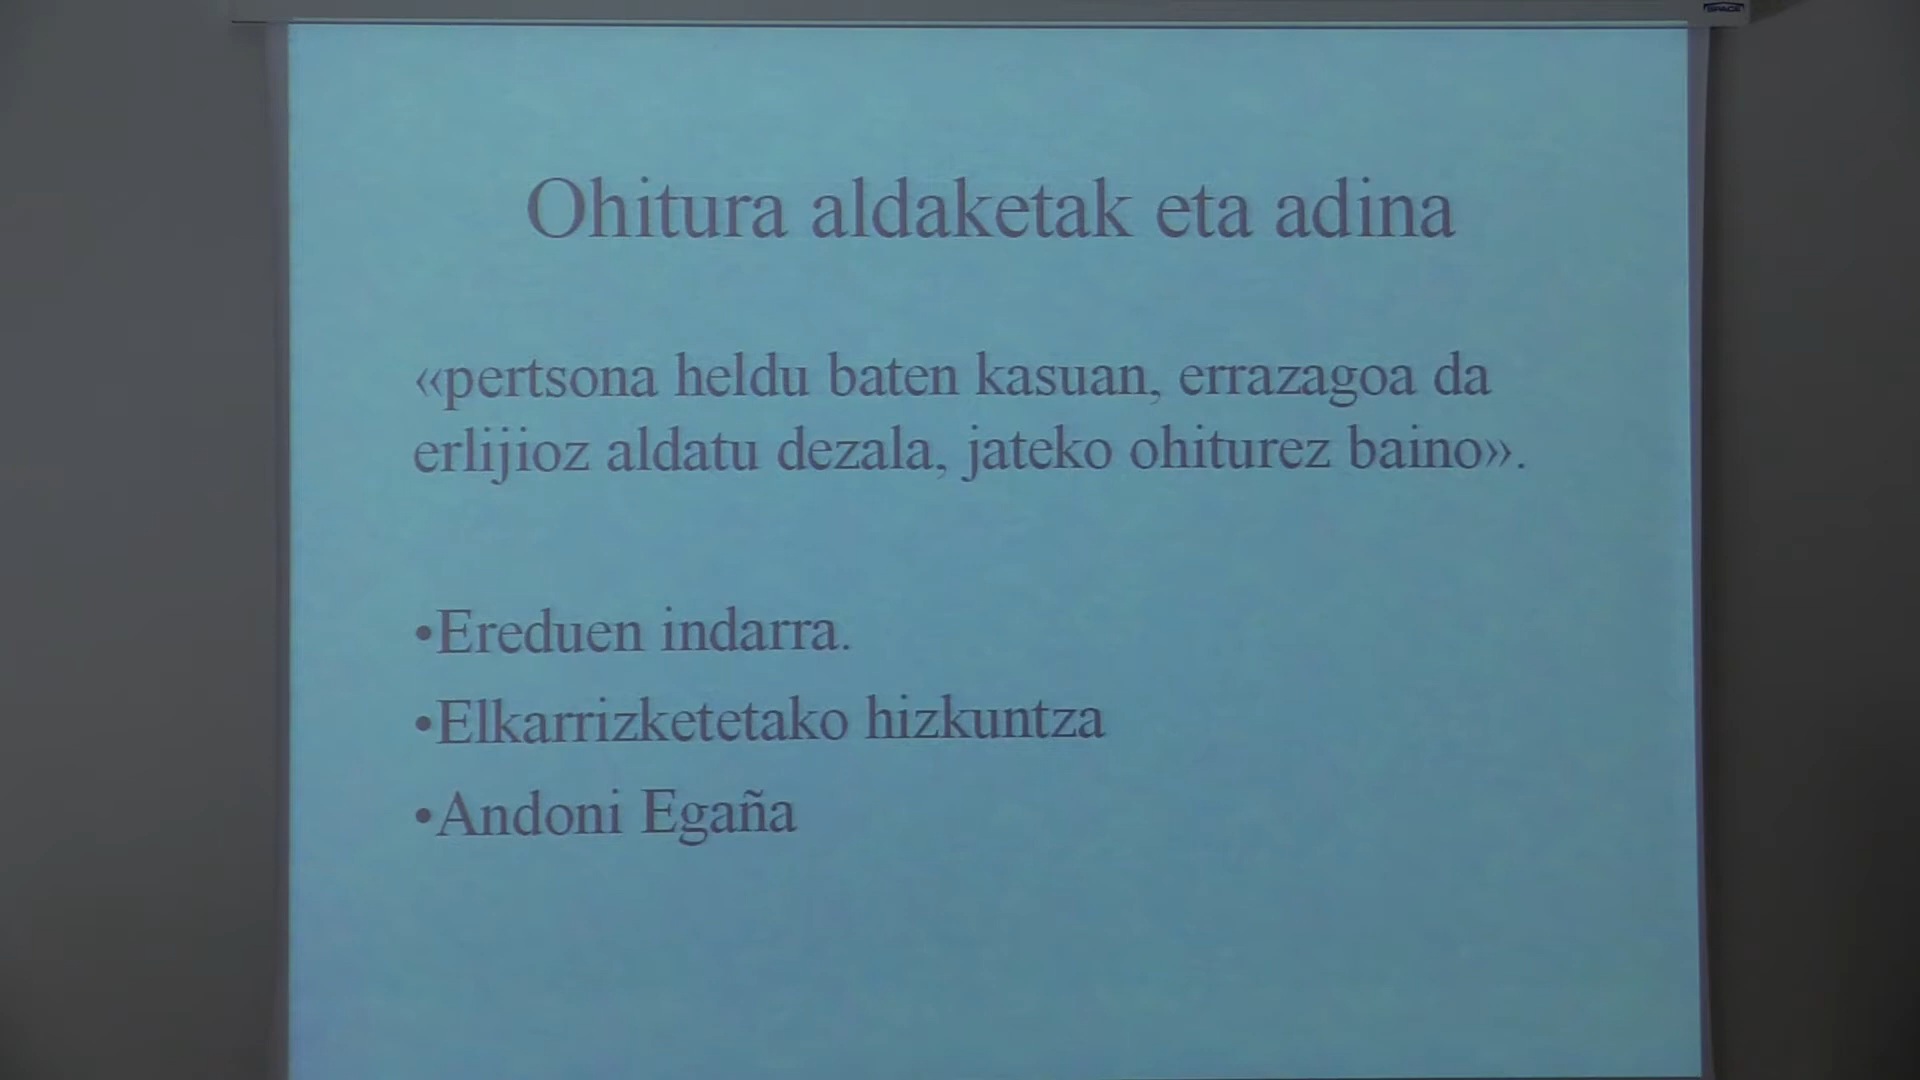 SPACE
Ohitura aldaketak eta adina
«pertsona heldu baten kasuan, errazagoa da
erlijioz aldatu dezala, jateko ohiturez baino».
•Ereduen indarra.
•Elkarrizketetako hizkuntza
•Andoni Egaña